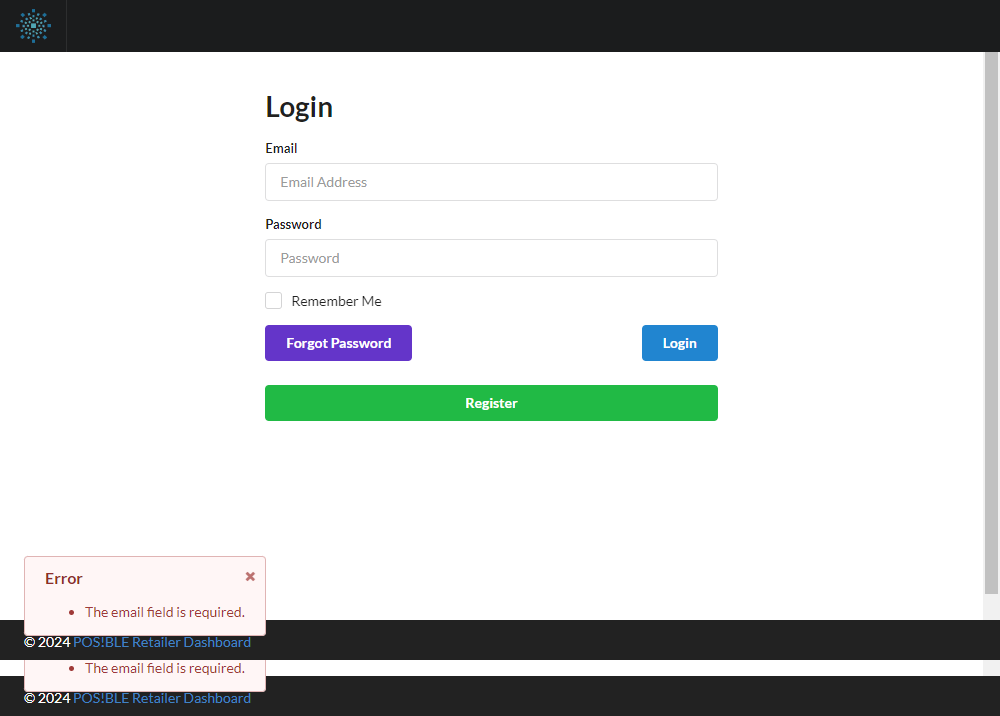 Login
Email
Email Address
Password
Password
Remember Me
Forgot Password
Login
Register
Error
The email field is required.
© 2024 POS!BLE Retailer Dashboard
The email field is required.
© 2024 POS!BLE Retailer Dashboard